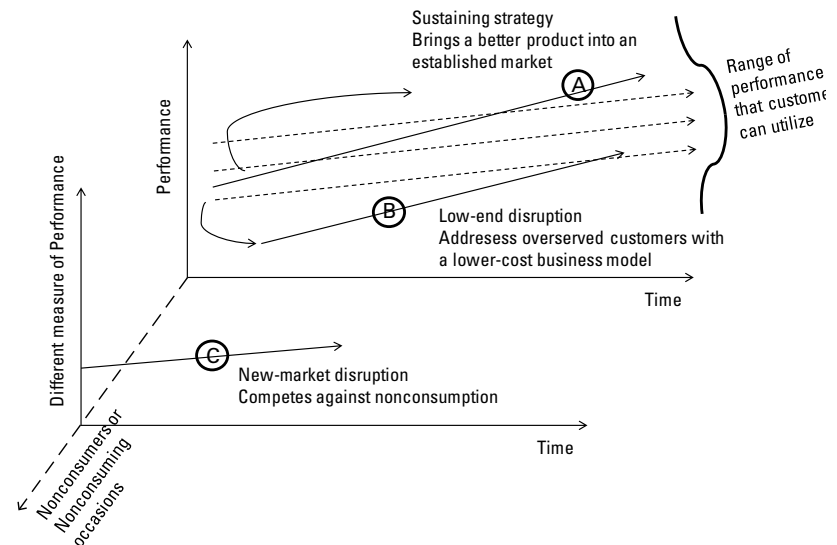 Sustaining strategy
Brings a better product into an
established market
A
Range of
performance
that custome
can utilize
Performance
B
Low-end disruption
Addresess overserved customers with
a lower-cost business model
Time
Different measure of Performance
C
New-market disruption
Competes against nonconsumption
Time
Nonconsumers or
Nonconsuming
occasions